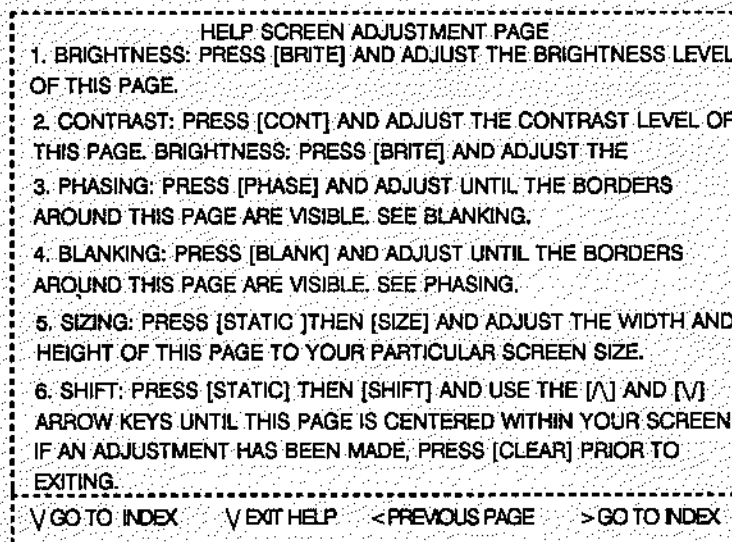 HELP SCREEN ADJUSTMENT PAGE
1. BRIGHTNESS: PRESS [BRITE] AND ADJUST THE BRIGHTNESS LEVEL
OF THIS PAGE.
2. CONTRAST: PRESS [CONT] AND ADJUST THE CONTRAST LEVEL OF
THIS PAGE. BRIGHTNESS: PRESS [BRITE] AND ADJUST THE
3. PHASING: PRESS [PHASE] AND ADJUST UNTIL THE BORDERS
AROUND THIS PAGE ARE VISIBLE. SEE BLANKING.
4. BLANKING: PRESS [BLANK] AND ADJUST UNTIL THE BORDERS
AROUND THIS PAGE ARE VISIBLE. SEE PHASING.
5. SIZING: PRESS [STATIC ]THEN [SIZE] AND ADJUST THE WIDTH AND
HEIGHT OF THIS PAGE TO YOUR PARTICULAR SCREEN SIZE.
6. SHIFT: PRESS [STATIC] THEN [SHIFT] AND USE THE [/\] AND [\/]
ARROW KEYS UNTIL THIS PAGE IS CENTERED WITHIN YOUR SCREEN
IF AN ADJUSTMENT HAS BEEN MADE, PRESS [CLEAR] PRIOR TO
EXITING.
\/ GO TO INDEX \/ EXIT HELP < PREVIOUS PAGE > GO TO INDEX